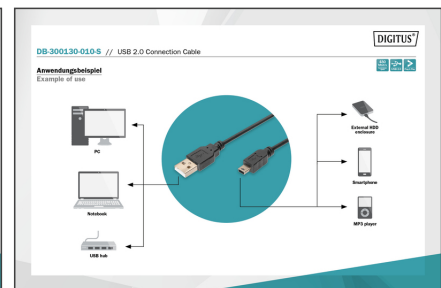 DIGITUS®
DB-300130-010-S // USB 2.0 Connection Cable
Anwendungsbeispiel
Example of use
PC
Notebook
USB hub
External HDD
enclosure
Smartphone
MP3 player